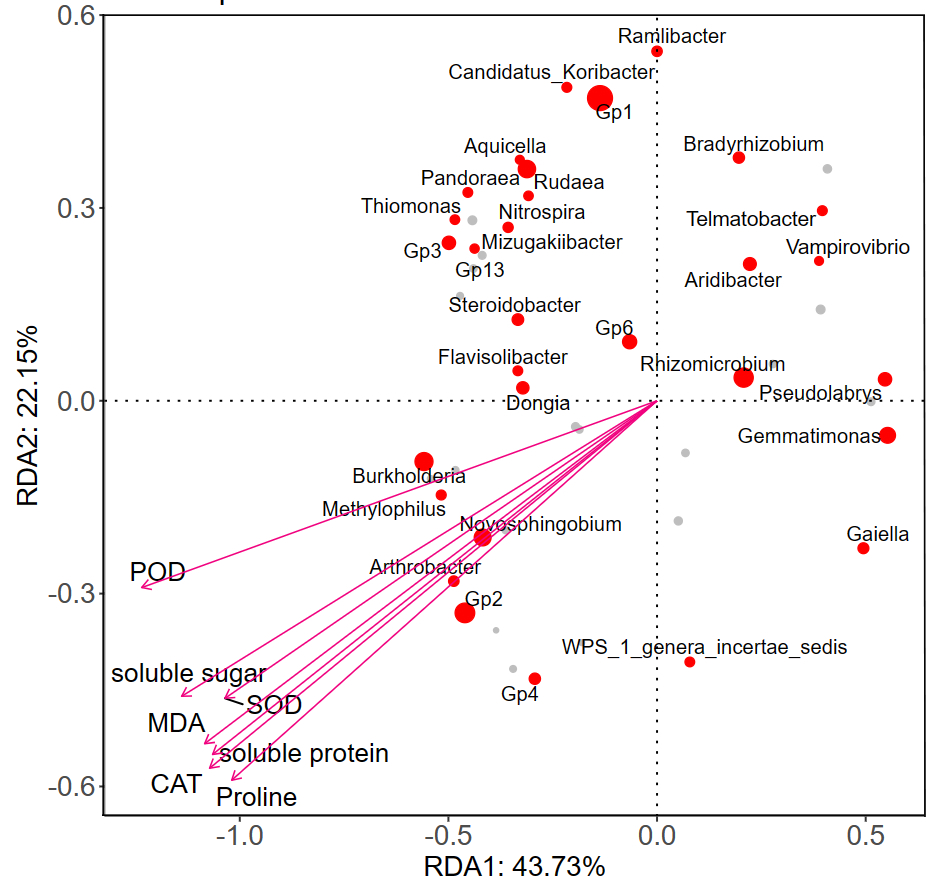 0.6
Ramlibacter
Candidatus_Koribacter
Gp1
Aquicella
Bradyrhizobium
Pandoraea
Rudaea
Thiomonas
0.3
Nitrospira
Telmatobacter
Mizugakiibacter
Gp3
Vampirovibrio
Gp13
Aridibacter
Steroidobacter
Gp6
Flavisolibacter
Rhizomicrobium
Pseudolabrys
0.0
Dongia
RDA2: 22.15%
Gemmatimonas
Burkholderia
Methylophilus
Novosphingobium
Gaiella
Arthrobacter
POD
-0.3
Gp2
WPS_1_genera_incertae_sedis
soluble sugar
Gp4
SOD
MDA
soluble protein
CAT
-0.6
Proline
-1.0 -0.5 0.0 0.5
RDA1: 43.73%